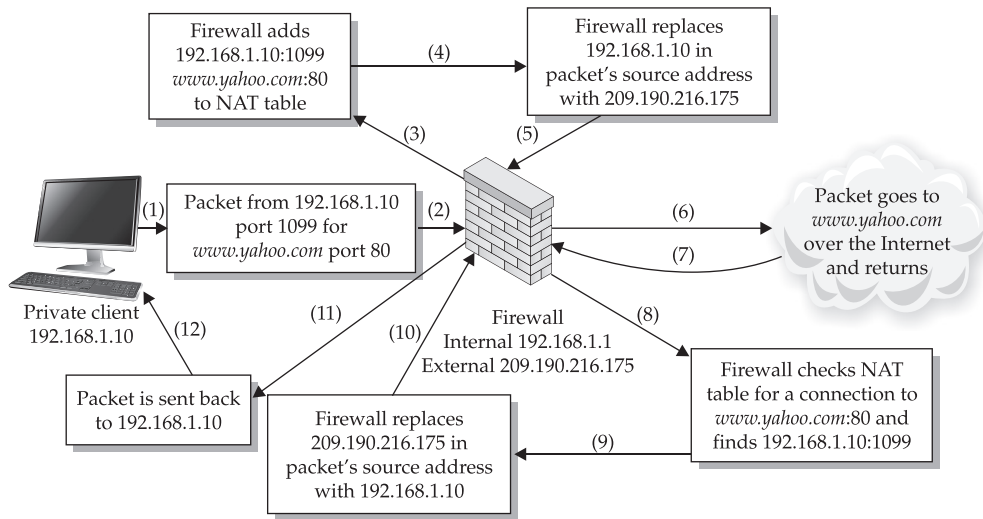 Firewall adds
192.168.1.10:1099
www.yahoo.com:80
to NAT table
(4)
Firewall replaces
192.168.1.10 in
packet's source address
with 209.190.216.175
(3)
(5)
(1)
Packet from 192.168.1.10
port 1099 for
www.yahoo.com port 80
(2)
(6)
(7)
Packet goes to
www.yahoo.com
over the Internet
and returns
Private client
192.168.1.10
(12)
(11)
(10)
Firewall
Internal 192.168.1.1
External 209.190.216.175
(8)
Packet is sent back
to 192.168.1.10
Firewall replaces
209.190.216.175 in
packet's source address
with 192.168.1.10
(9)
Firewall checks NAT
table for a connection to
www.yahoo.com:80 and
finds 192.168.1.10:1099